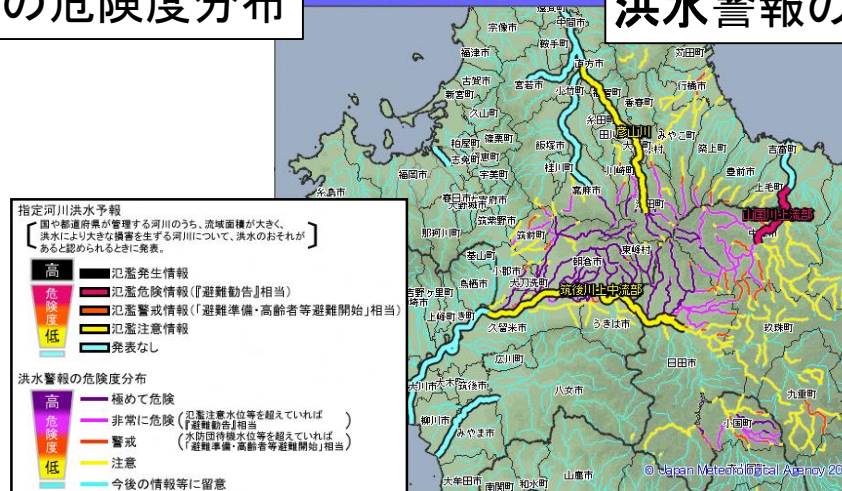 の危険度分布
洪水警報の
中間市
宗像市
鞍手町
福津市
直方市
苅田町
古賀市
宮若市
小竹町
行橋市
新宮町
香春町
久山町
糸田町
彦山川
みやこ町
田川
粕屋町
篠栗町
飯塚市
築上町
吉富町
志免町
川崎町
豊前市
福岡市
宇美町
桂川町
上毛町
糸島市
嘉麻市
添田町
春日市
大野城市
山国川上流部
筑紫野市
那珂川町
筑前町
東峰村
基山町
朝倉市
小郡市
鳥栖市
大刀洗町
筑後川上中流部
吉野ヶ里町
上峰町
久留米市
うきは市
玖珠町
広川町
日田市
大川市
大木町
筑後市
八女市
九重町
柳川市
みやま市
小国町
大牟田市
南関町
和水町
山鹿市
© Japan Meteorological Agency 20
指定河川洪水予報
国や都道府県が管理する河川のうち、流域面積が大きく、
洪水により大きな損害を生ずる河川について、洪水のおそれが
あると認められるときに発表。
高
危険度
低
氾濫発生情報
氾濫危険情報(『避難勧告』相当)
氾濫警戒情報(「避難準備・高齢者等避難開始」相当)
氾濫注意情報
発表なし
洪水警報の危険度分布
高
危険度
低
極めて危険
非常に危険(氾濫注意水位等を超えていれば
『避難勧告』相当)
警戒(水防団待機水位等を超えていれば
「避難準備・高齢者等避難開始」相当)
注意
今後の情報等に留意